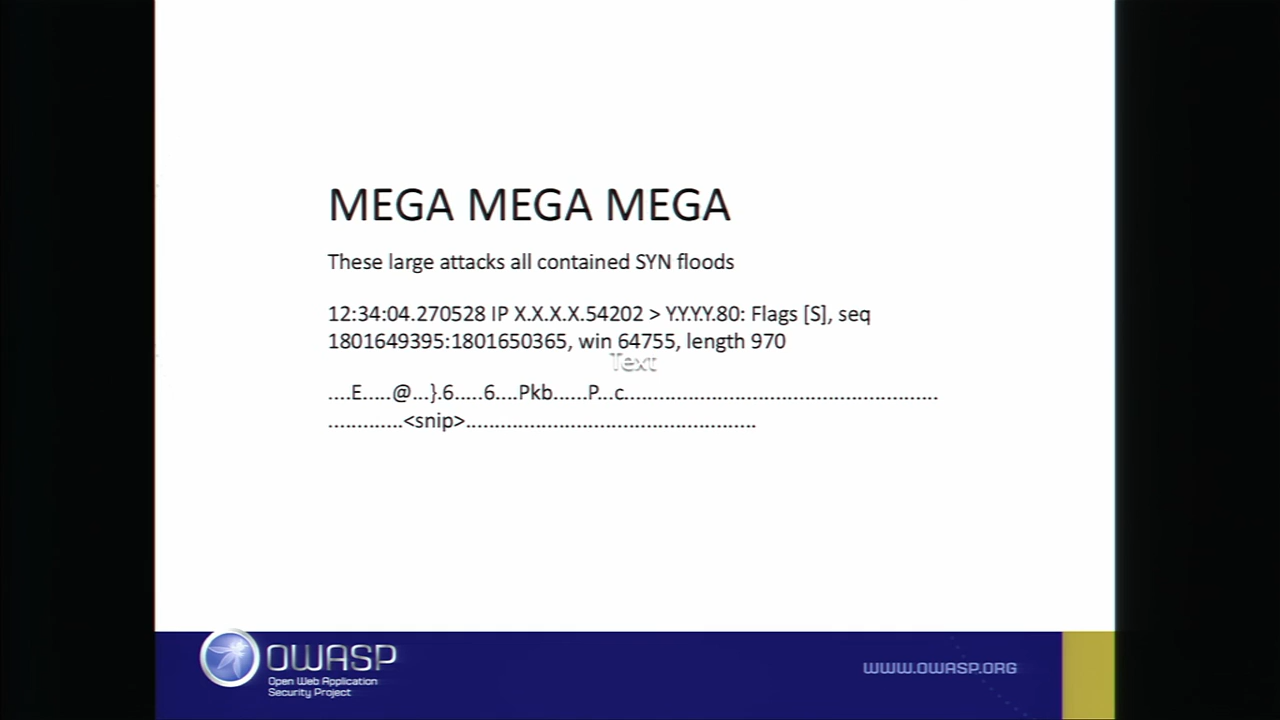 MEGA MEGA MEGA
These large attacks all contained SYN floods
12:34:04.270528 IP X.X.X.X.54202 > Y.Y.Y.Y.80: Flags [S], seq
1801649395:1801650365, win 64755, length 970
Text
....E.....@...}.6.....6....Pkb......P...c......................................................
.............<snip>..................................................
OWASP
Open Web Application
Security Project
WWW.OWASP.ORG